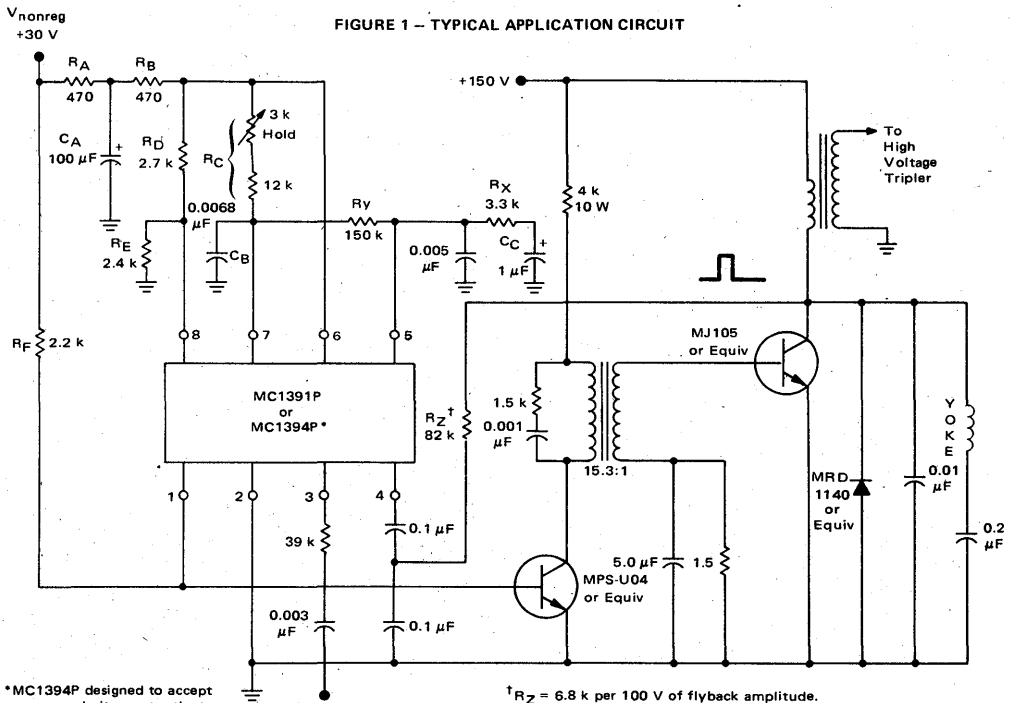 FIGURE 1 – TYPICAL APPLICATION CIRCUIT
Vnonreg
+30 V
RA
470
RB
470
CA
100 µF
+
RD
2.7 k
RE
2.4 k
RC
3 k
Hold
12 k
0.0068
µF
CB
Ry
150 k
0.005
µF
RX
3.3 k
CC
1 µF
+
+150 V
4 k
10 W
To
High
Voltage
Tripler
RF
2.2 k
8
7
6
5
MC1391P
or
MC1394P*
1
2
3
4
RZ†
82 k
1.5 k
0.001
µF
15.3:1
MJ105
or Equiv
MRD
1140
or
Equiv
0.01
µF
YOKE
0.2
µF
39 k
0.1 µF
0.003
µF
0.1 µF
MPS-U04
or Equiv
5.0 µF
1.5
*MC1394P designed to accept
†RZ = 6.8 k per 100 V of flyback amplitude.